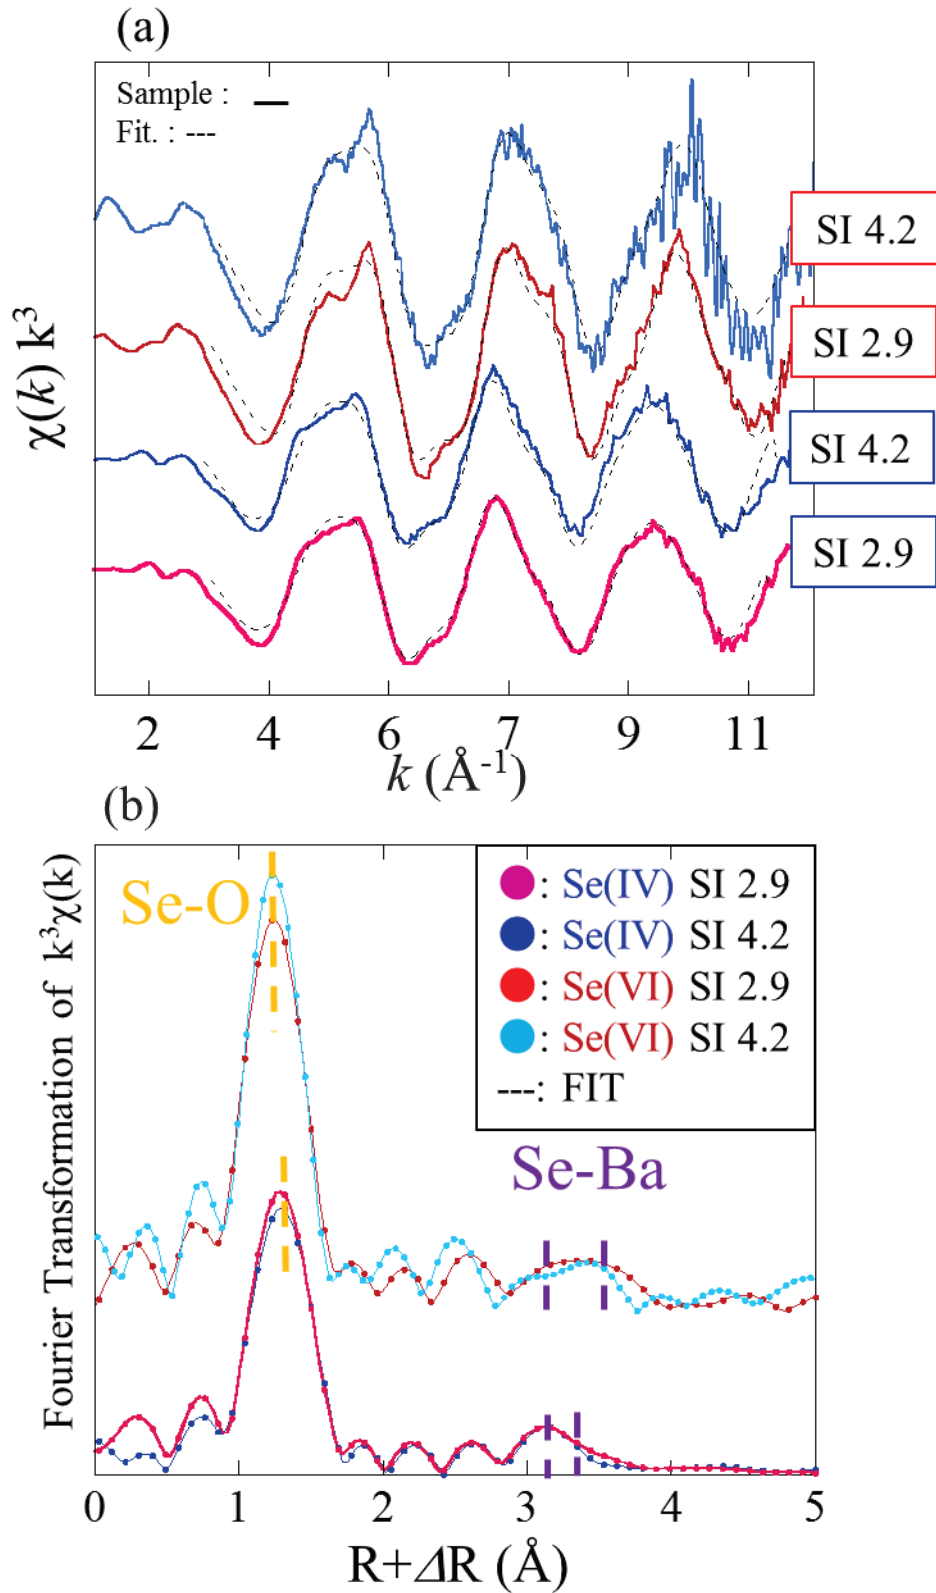 (a)
Sample : —
Fit. : ---
χ(k) k³
SI 4.2
SI 2.9
SI 4.2
SI 2.9
2 4 6 7 9 11
k (Å⁻¹)
(b)
Fourier Transformation of k³χ(k)
Se-O
●: Se(IV) SI 2.9
●: Se(IV) SI 4.2
●: Se(VI) SI 2.9
●: Se(VI) SI 4.2
---: FIT
Se-Ba
0 1 2 3 4 5
R+ΔR (Å)